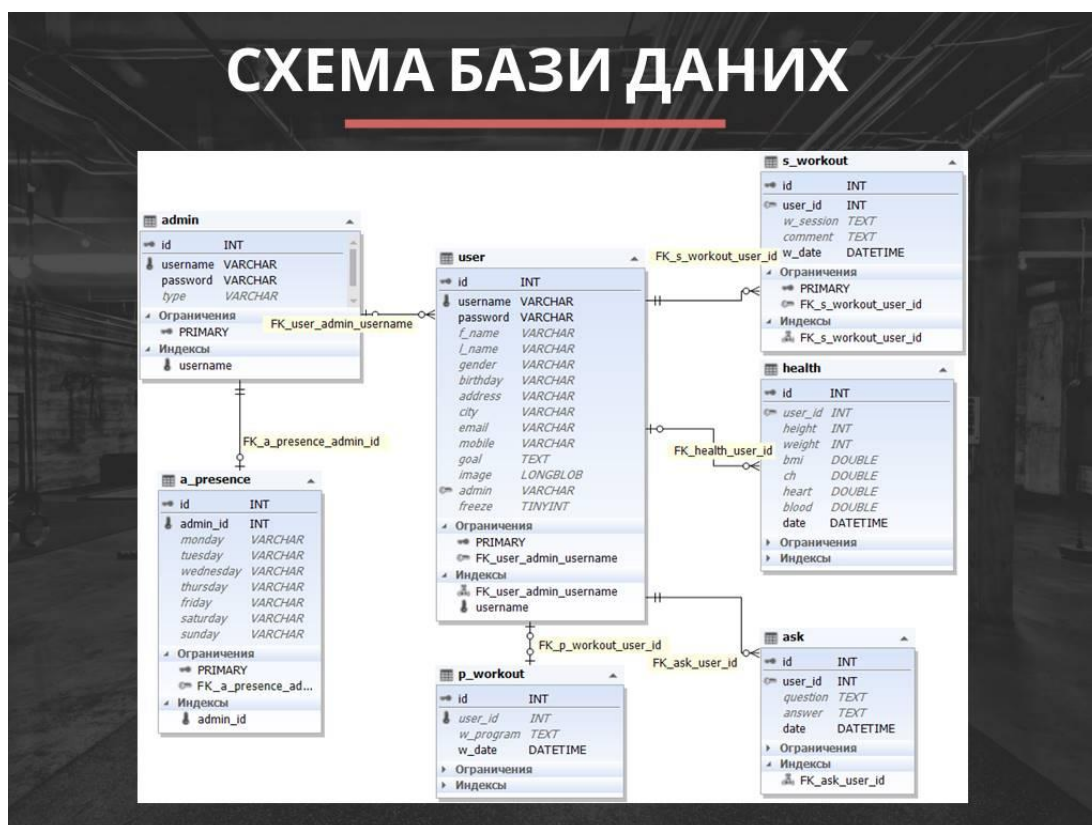 СХЕМА БАЗИ ДАНИХ
admin
id INT
username VARCHAR
password VARCHAR
type VARCHAR
Ограничения
PRIMARY
Индексы
username
FK_user_admin_username
FK_a_presence_admin_id
a_presence
id INT
admin_id INT
monday VARCHAR
tuesday VARCHAR
wednesday VARCHAR
thursday VARCHAR
friday VARCHAR
saturday VARCHAR
sunday VARCHAR
Ограничения
PRIMARY
FK_a_presence_ad...
Индексы
admin_id
user
id INT
username VARCHAR
password VARCHAR
f_name VARCHAR
l_name VARCHAR
gender VARCHAR
birthday VARCHAR
address VARCHAR
city VARCHAR
email VARCHAR
mobile VARCHAR
goal TEXT
image LONGBLOB
admin VARCHAR
freeze TINYINT
Ограничения
PRIMARY
FK_user_admin_username
Индексы
FK_user_admin_username
username
FK_p_workout_user_id
p_workout
id INT
user_id INT
w_program TEXT
w_date DATETIME
Ограничения
Индексы
FK_s_workout_user_id
s_workout
id INT
user_id INT
w_session TEXT
comment TEXT
w_date DATETIME
Ограничения
PRIMARY
FK_s_workout_user_id
Индексы
FK_s_workout_user_id
FK_health_user_id
health
id INT
user_id INT
height INT
weight INT
bmi DOUBLE
ch DOUBLE
heart DOUBLE
blood DOUBLE
date DATETIME
Ограничения
Индексы
FK_ask_user_id
ask
id INT
user_id INT
question TEXT
answer TEXT
date DATETIME
Ограничения
Индексы
FK_ask_user_id